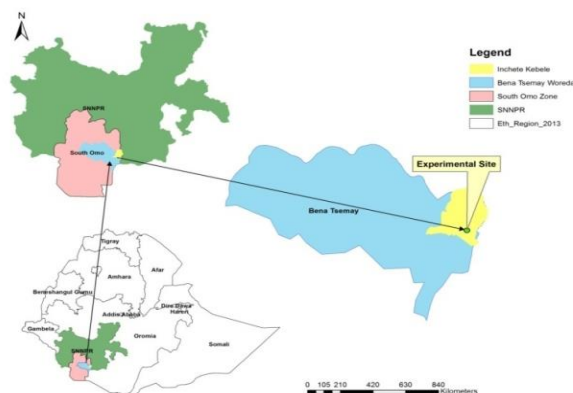 N
SNNPR
South Omo
Legend
Inchete Kebele
Bena Tsemay Woreda
South Omo Zone
SNNPR
Eth_Region_2013
Experimental Site
Bena Tsemay
Tigray
Afar
Amhara
Benishangul Gumu
Dire Dawa
Harari
Addis Ababa
Gambela
Oromia
Somali
SNNPR
0 105 210 420 630 840
Kilometers